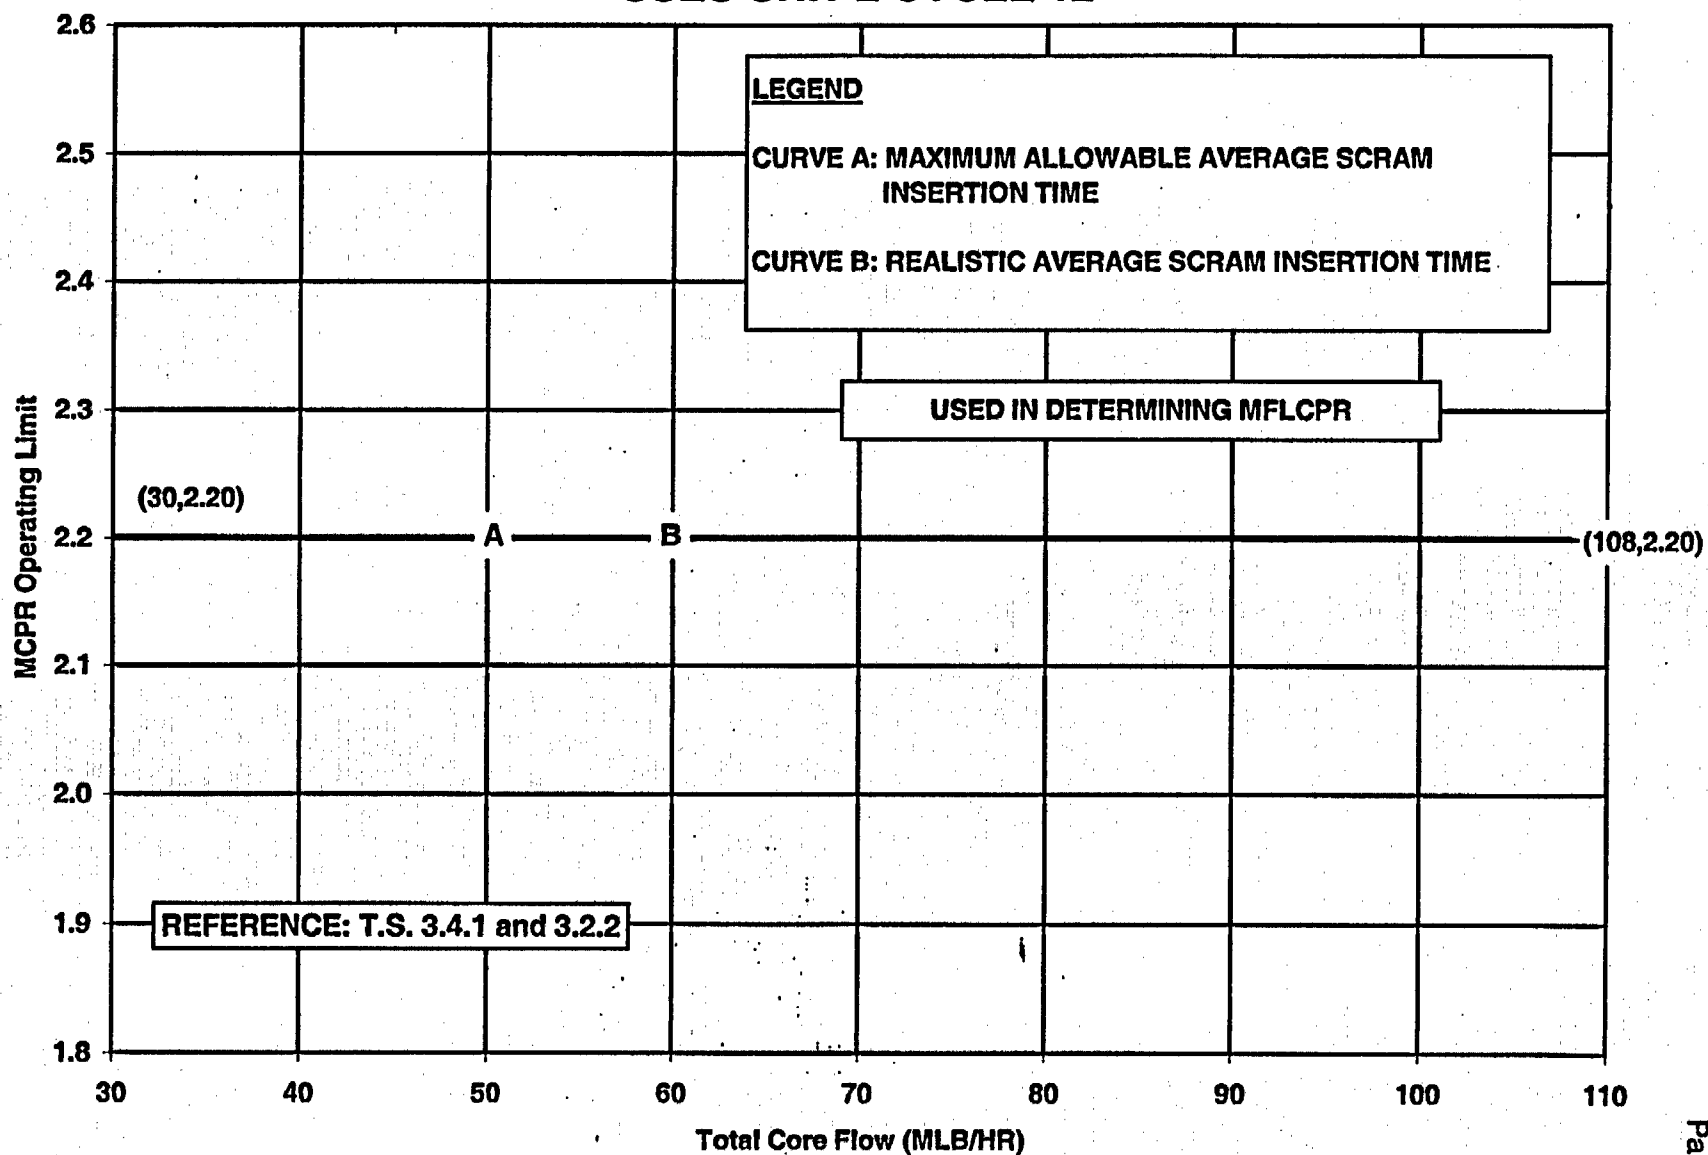 2.6
2.5
2.4
2.3
2.2
2.1
2.0
1.9
1.8
MCPR Operating Limit
LEGEND
CURVE A: MAXIMUM ALLOWABLE AVERAGE SCRAM
INSERTION TIME
CURVE B: REALISTIC AVERAGE SCRAM INSERTION TIME
USED IN DETERMINING MFLCPR
(30,2.20)
A
B
(108,2.20)
REFERENCE: T.S. 3.4.1 and 3.2.2
30 40 50 60 70 80 90 100 110
Total Core Flow (MLB/HR)
Pa